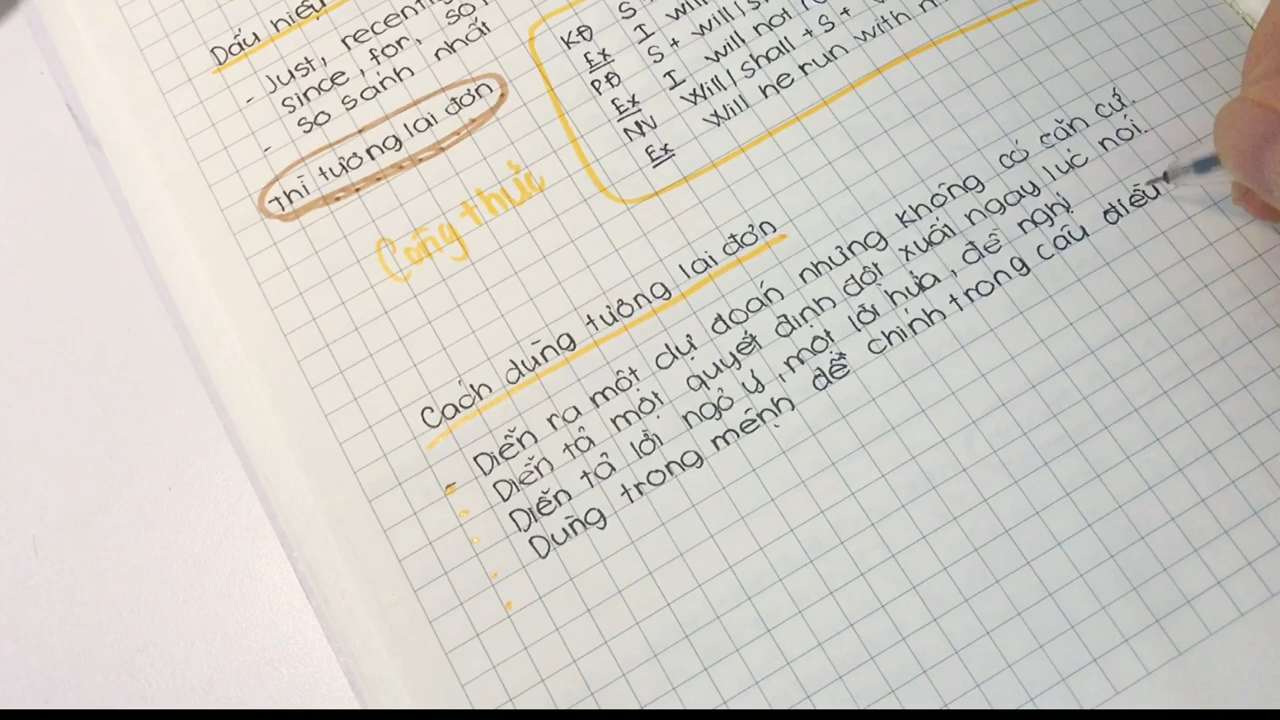 Dấu hiệu
- Just, recently
since, for, so
- so sánh nhất
Thì tương lai đơn
Công thức
KĐ S
Ex I will
PĐ S + will / s
Ex I will not
NV Will / shall + S +
Ex Will he run with
Cách dùng tương lai đơn
- Diễn ra một dự đoán nhưng không có căn cứ.
Diễn tả một quyết định đột xuất ngay lúc nói.
Diễn tả lời ngỏ ý, một lời hứa, đề nghị
Dùng trong mệnh đề chính trong câu điều